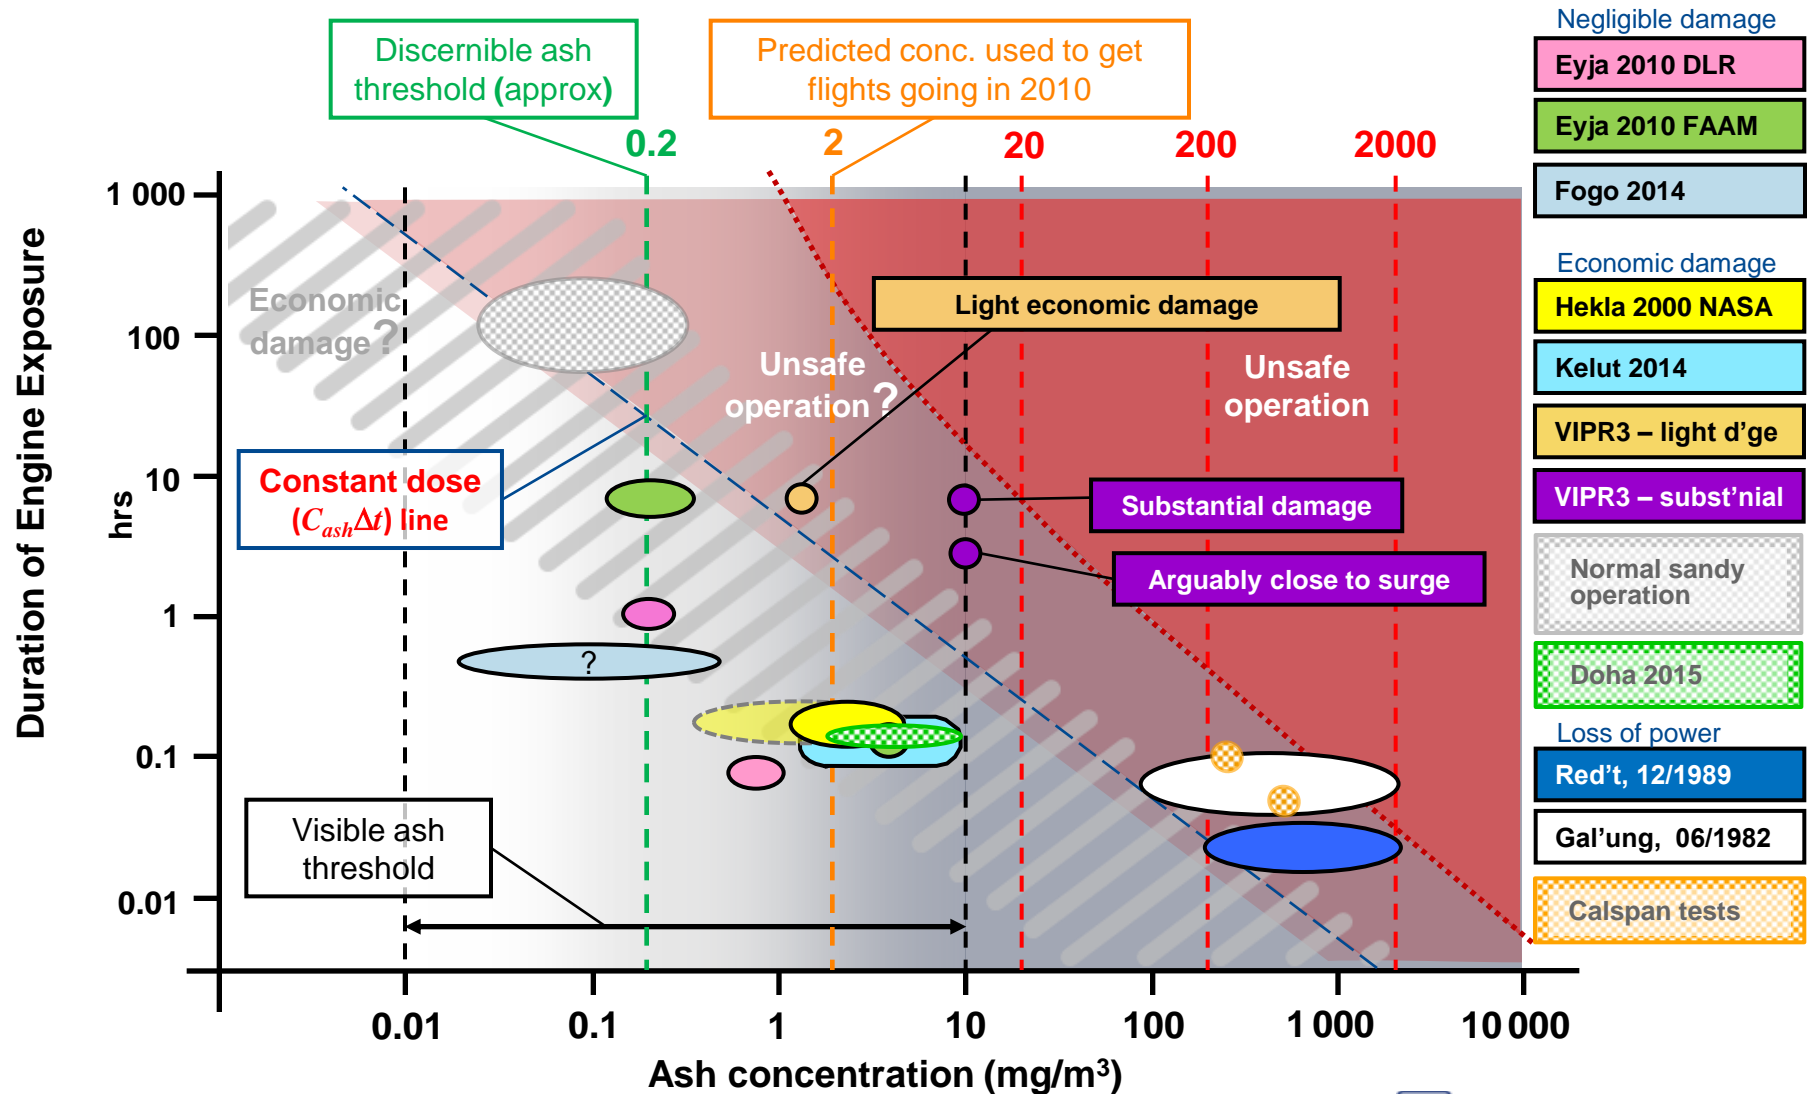 Discernible ash
threshold (approx)
Predicted conc. used to get
flights going in 2010
0.2
2
20
200
2000
Duration of Engine Exposure
hrs
1 000
100
10
1
0.1
0.01
Economic
damage ?
Unsafe
operation ?
Light economic damage
Unsafe
operation
Constant dose
(CashΔt) line
Substantial damage
Arguably close to surge
?
Visible ash
threshold
0.01
0.1
1
10
100
1 000
10 000
Ash concentration (mg/m³)
Negligible damage
Eyja 2010 DLR
Eyja 2010 FAAM
Fogo 2014
Economic damage
Hekla 2000 NASA
Kelut 2014
VIPR3 – light d’ge
VIPR3 – subst’nial
Normal sandy
operation
Doha 2015
Loss of power
Red’t, 12/1989
Gal’ung, 06/1982
Calspan tests